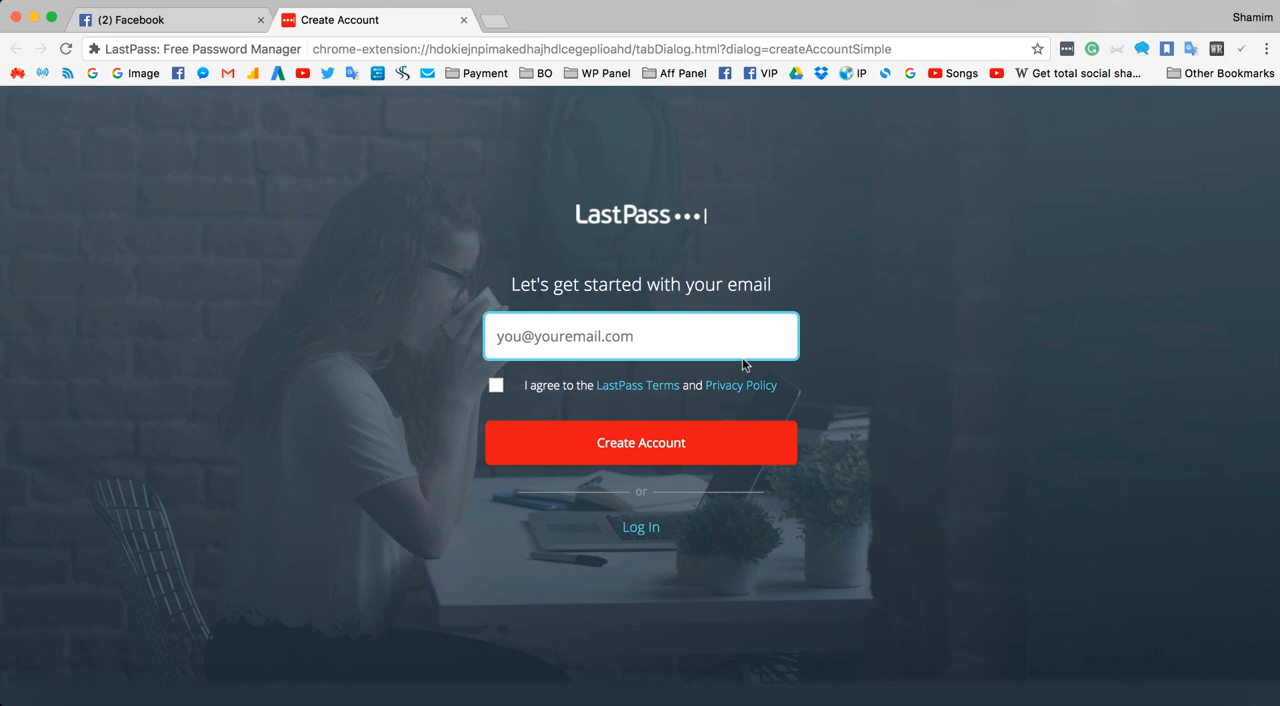 (2) Facebook
Create Account
Shamim
LastPass: Free Password Manager
chrome-extension://hdokiejnpimakedhajhdlcegeplioahd/tabDialog.html?dialog=createAccountSimple
WR
Image
Payment
BO
WP Panel
Aff Panel
VIP
IP
Songs
W Get total social sha...
Other Bookmarks
LastPass
Let's get started with your email
you@youremail.com
I agree to the LastPass Terms and Privacy Policy
Create Account
or
Log In